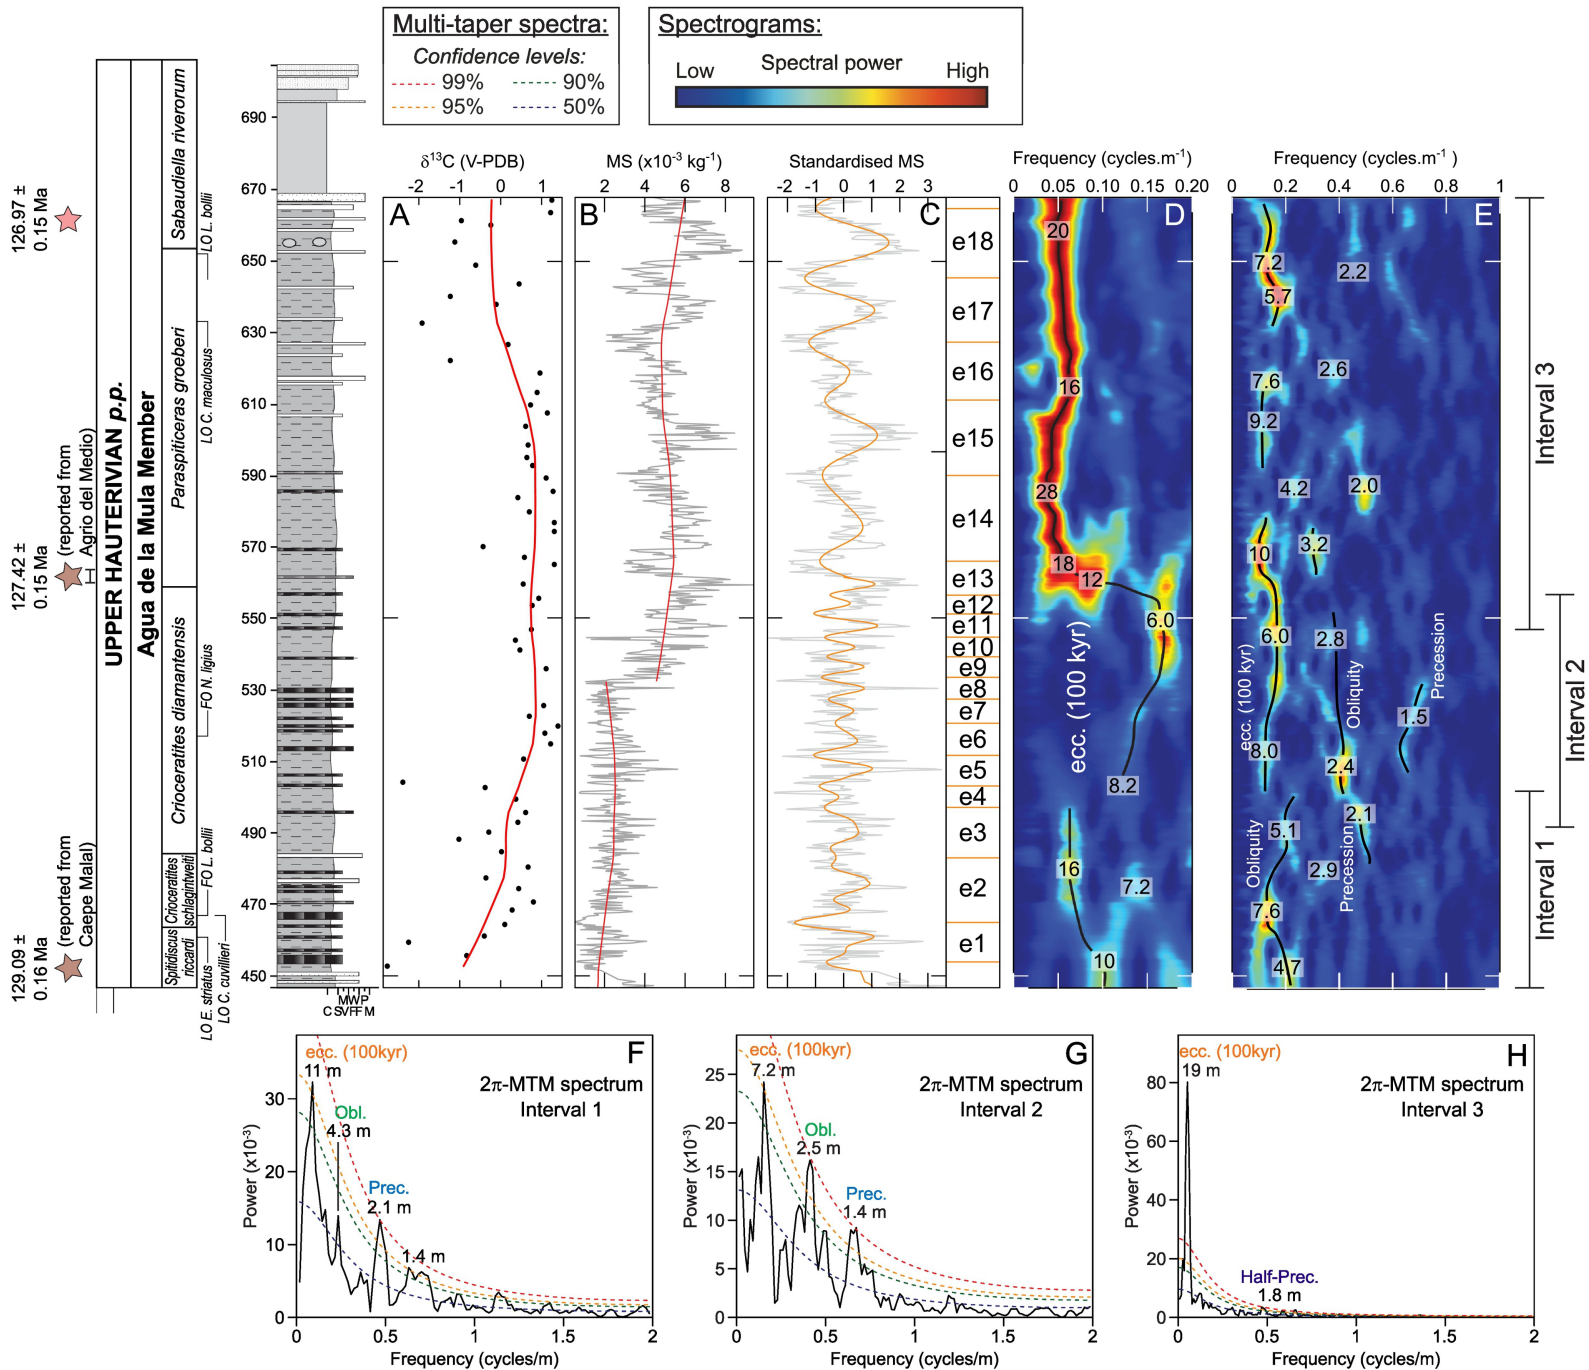 Multi-taper spectra:
Confidence levels:
99%
90%
95%
50%
Spectrograms:
Spectral power
Low
High
126.97 ±
0.15 Ma
127.42 ±
0.15 Ma
(reported from
Agrio del Medio)
129.09 ±
0.16 Ma
(reported from
Caepe Malal)
UPPER HAUTERIVIAN p.p.
Agua de la Mula Member
Sabaudiella riverorum
Paraspiticeras groeberi
Crioceratites diamantensis
Crioceratites
schlagintweiti
Spitidiscus
riccardi
LO L. bollii
LO C. maculosus
FO N. ligius
FO L. bollii
LO E. striatus
LO C. cuvillieri
690
670
650
630
610
590
570
550
530
510
490
470
450
MWP
CSVFFM
δ13C (V-PDB)
-2 -1 0 1
A
MS (x10-3 kg-1)
2 4 6 8
B
Standardised MS
-2 -1 0 1 2 3
C
e18
e17
e16
e15
e14
e13
e12
e11
e10
e9
e8
e7
e6
e5
e4
e3
e2
e1
Frequency (cycles.m-1)
0 0.05 0.10 0.15 0.20
D
20
16
28
18
12
6.0
ecc. (100 kyr)
8.2
16
7.2
10
Frequency (cycles.m-1)
0 0.2 0.4 0.6 0.8 1
E
7.2
2.2
5.7
2.6
7.6
9.2
4.2
2.0
3.2
10
6.0
2.8
ecc. (100 kyr)
Obliquity
Precession
1.5
8.0
2.4
2.1
5.1
Obliquity
Precession
2.9
7.6
4.7
Interval 3
Interval 2
Interval 1
F
ecc. (100kyr)
11 m
2π-MTM spectrum
Interval 1
Obl.
4.3 m
Prec.
2.1 m
1.4 m
Power (x10-3)
30
20
10
0
0 0.5 1 1.5 2
Frequency (cycles/m)
G
ecc. (100kyr)
7.2 m
2π-MTM spectrum
Interval 2
Obl.
2.5 m
Prec.
1.4 m
Power (x10-3)
25
20
15
10
5
0
0 0.5 1 1.5 2
Frequency (cycles/m)
H
ecc. (100kyr)
19 m
2π-MTM spectrum
Interval 3
Half-Prec.
1.8 m
Power (x10-3)
80
60
40
20
0
0 0.5 1 1.5 2
Frequency (cycles/m)